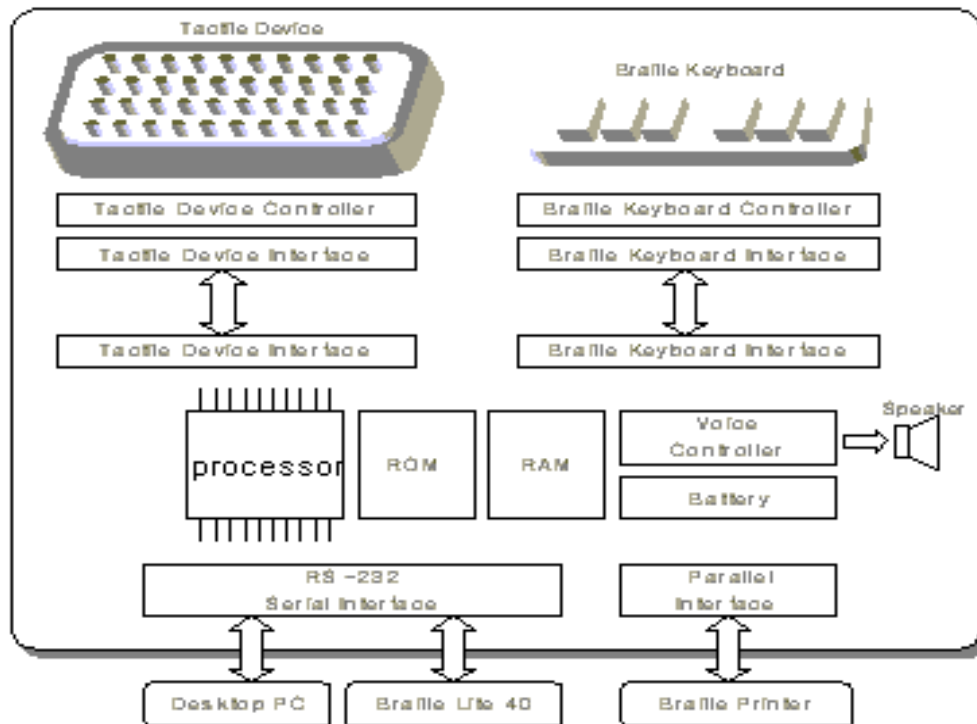 Tactile Device
Braille Keyboard
Tactile Device Controller
Braille Keyboard Controller
Tactile Device Interface
Braille Keyboard Interface
Tactile Device Interface
Braille Keyboard Interface
Speaker
processor
ROM
RAM
Voice
Controller
Battery
RS -232
Serial Interface
Parallel
Interface
Desktop PC
Braille Lite 40
Braille Printer